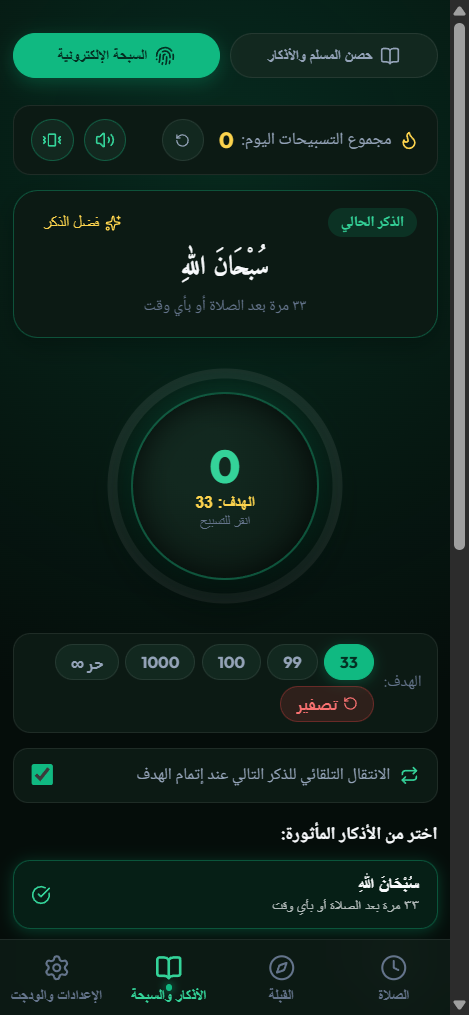 حصن المسلم والأذكار
السبحة الإلكترونية
مجموع التسبيحات اليوم: 0
الذكر الحالي
فضل الذكر
سُبْحَانَ اللَّهِ
٣٣ مرة بعد الصلاة أو بأي وقت
0
الهدف: 33
انقر للتسبيح
الهدف:
33
99
100
1000
حر ∞
تصفير
الانتقال التلقائي للذكر التالي عند إتمام الهدف
اختر من الأذكار المأثورة:
سُبْحَانَ اللَّهِ
٣٣ مرة بعد الصلاة أو بأي وقت
الصلاة
القبلة
الأذكار والسبحة
الإعدادات والودجت